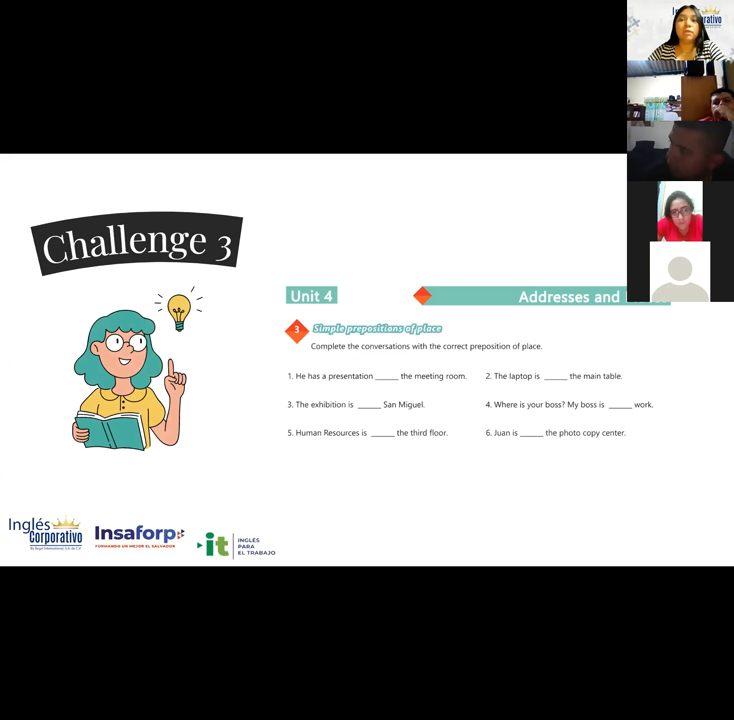 Challenge 3
Unit 4
Addresses and
3
Simple prepositions of place
Complete the conversations with the correct preposition of place.
1. He has a presentation ______ the meeting room.
2. The laptop is ______ the main table.
3. The exhibition is ______ San Miguel.
4. Where is your boss? My boss is ______ work.
5. Human Resources is ______ the third floor.
6. Juan is ______ the photo copy center.
Inglés
Corporativo
Insaforp
FORMANDO UN MEJOR EL SALVADOR
it
INGLÉS
PARA
EL TRABAJO